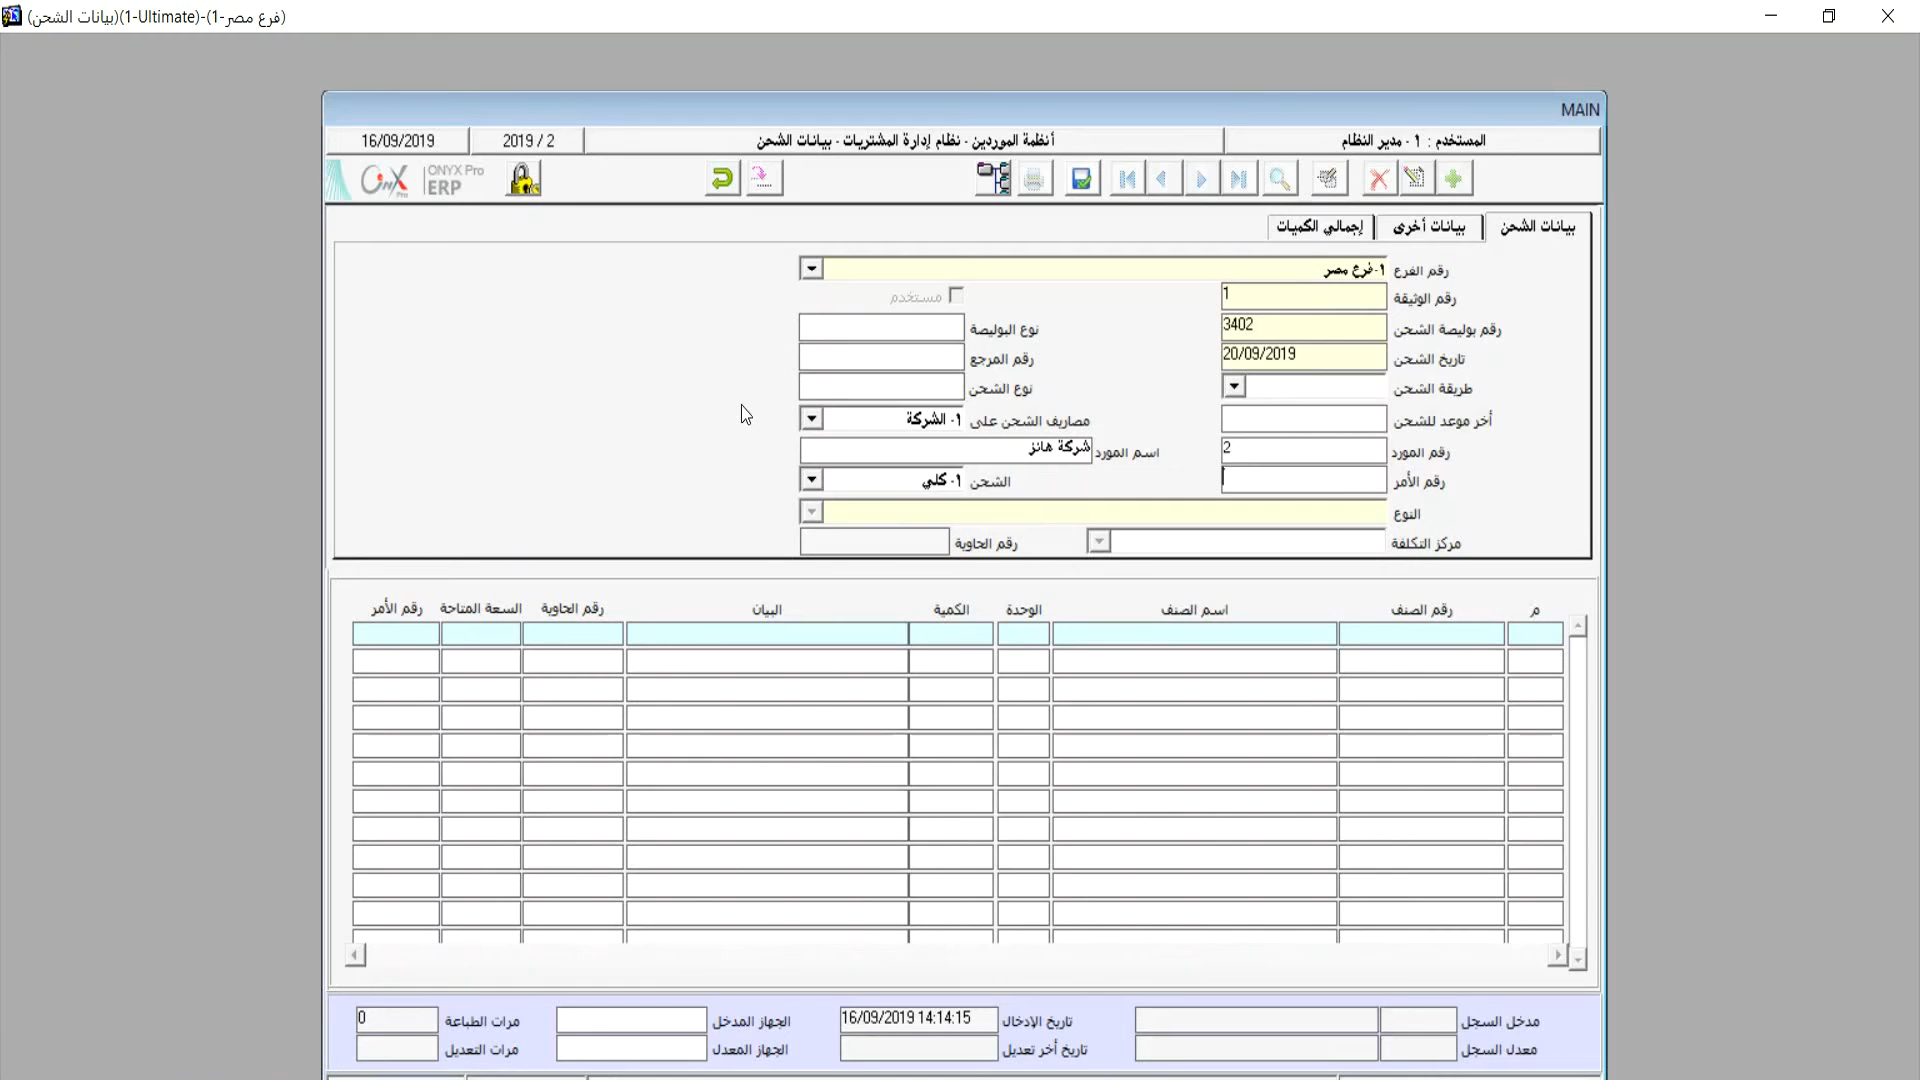 (فرع مصر-1)-(1-Ultimate)(بيانات الشحن)
MAIN
المستخدم : ١ - مدير النظام
أنظمة الموردين - نظام إدارة المشتريات - بيانات الشحن
2019 / 2
16/09/2019
ONYX Pro
ERP
Onyx Pro
بيانات الشحن
بيانات أخرى
إجمالي الكميات
رقم الفرع ١-فرع مصر
رقم الوثيقة 1
مستخدم
رقم بوليصة الشحن 3402
نوع البوليصة
تاريخ الشحن 20/09/2019
رقم المرجع
طريقة الشحن
نوع الشحن
أخر موعد للشحن
مصاريف الشحن على ١- الشركة
رقم المورد 2
اسم المورد شركة هانز
رقم الأمر
الشحن ١- كلي
النوع
مركز التكلفة
رقم الحاوية
م رقم الصنف اسم الصنف الوحدة الكمية البيان رقم الحاوية السعة المتاحة رقم الأمر
مدخل السجل
تاريخ الإدخال 16/09/2019 14:14:15
الجهاز المدخل
مرات الطباعة 0
معدل السجل
تاريخ أخر تعديل
الجهاز المعدل
مرات التعديل